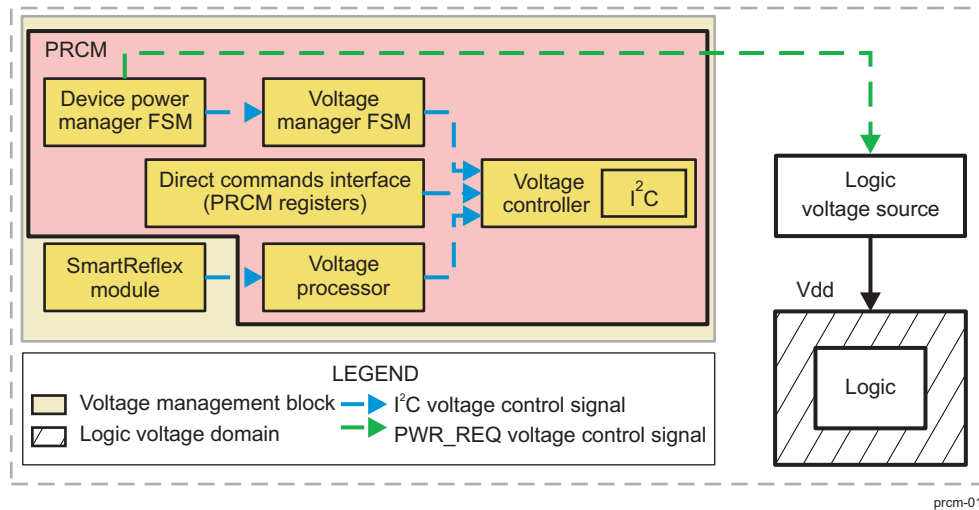 PRCM
Device power
manager FSM
Voltage
manager FSM
Direct commands interface
(PRCM registers)
Voltage
controller
I²C
SmartReflex
module
Voltage
processor
Logic
voltage source
Vdd
Logic
LEGEND
Voltage management block
I²C voltage control signal
Logic voltage domain
PWR_REQ voltage control signal